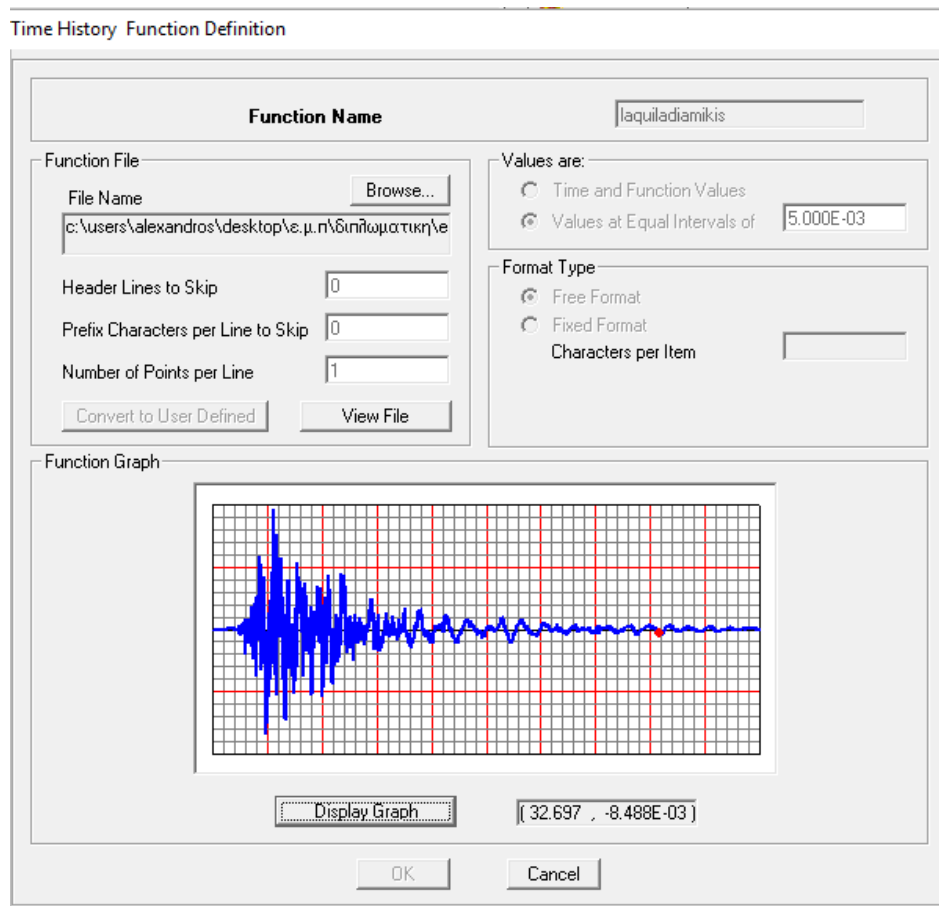 Time History Function Definition
Function Name
laquiladiamikis
Function File
File Name
Browse...
c:\users\alexandros\desktop\ε.μ.π\διπλωματικη\e
Header Lines to Skip
0
Prefix Characters per Line to Skip
0
Number of Points per Line
1
Convert to User Defined
View File
Values are:
Time and Function Values
Values at Equal Intervals of
5.000E-03
Format Type
Free Format
Fixed Format
Characters per Item
Function Graph
Display Graph
( 32.697 , -8.488E-03 )
OK
Cancel